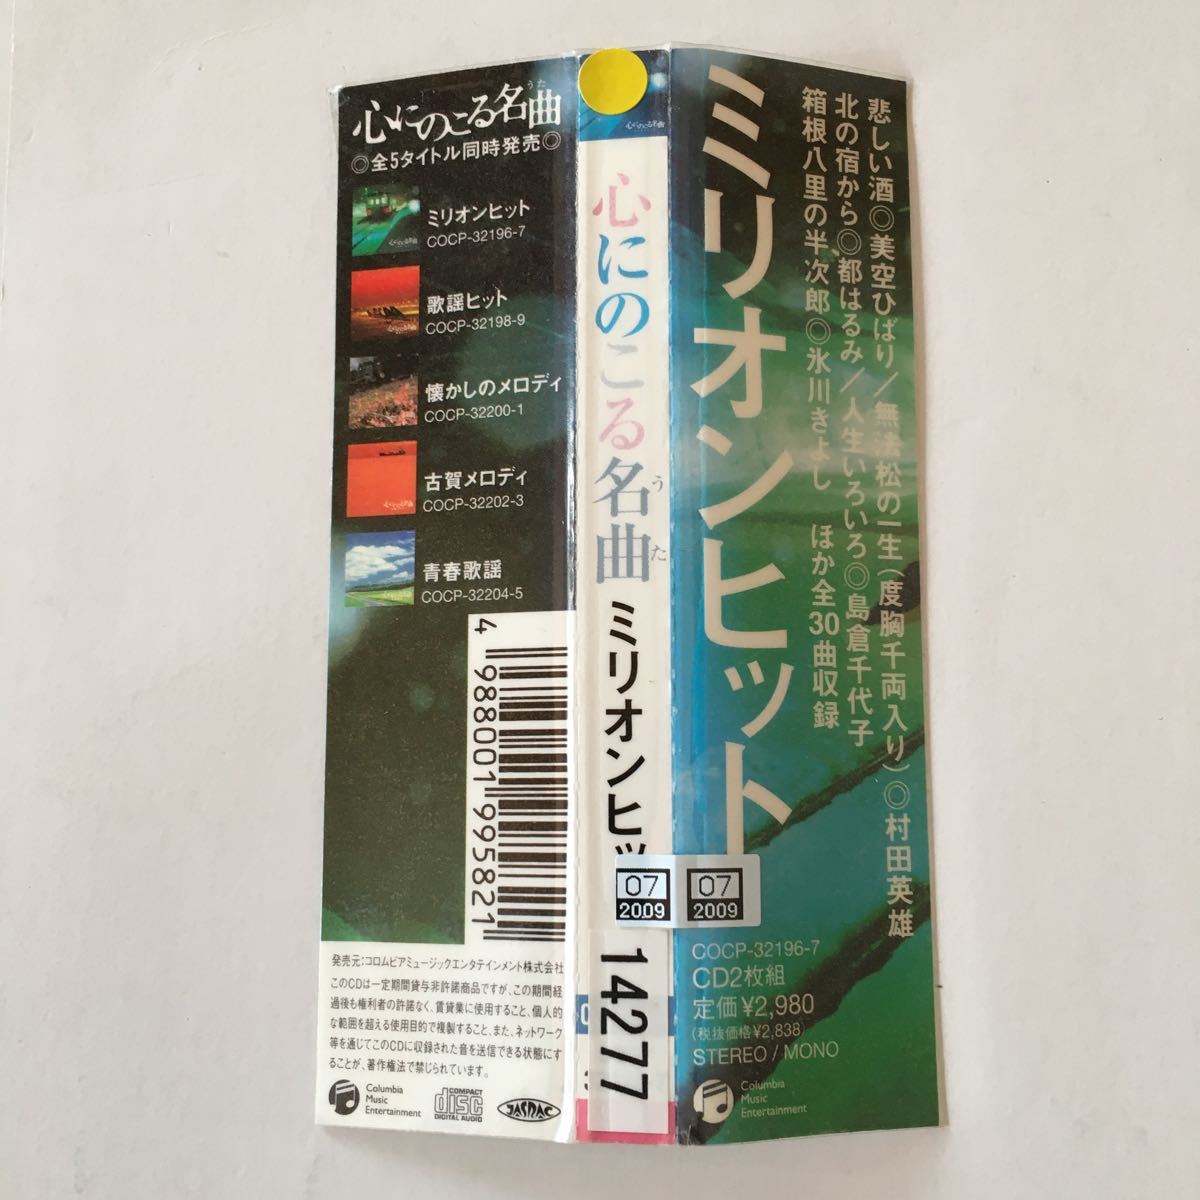 心にのこる名曲
うた
◎全5タイトル同時発売◎
ミリオンヒット
COCP-32196-7
歌謡ヒット
COCP-32198-9
懐かしのメロディ
COCP-32200-1
古賀メロディ
COCP-32202-3
青春歌謡
COCP-32204-5
4 988001 995821
発売元:コロムビアミュージックエンタテインメント株式会社
このCDは一定期間貸与非許諾商品ですが、この期間経
過後も権利者の許諾なく、賃貸業に使用すること、個人的
な範囲を超える使用目的で複製すること、また、ネットワーク
等を通じてこのCDに収録された音を送信できる状態にす
ることが、著作権法で禁じられています。
Columbia
Music
Entertainment
COMPACT
disc
DIGITAL AUDIO
JASRAC
心にのこる名曲
心にのこる名曲
うた
ミリオンヒッ
07
2009
14277
ミリオンヒット
悲しい酒◎美空ひばり/無法松の一生(度胸千両入り)◎村田英雄
北の宿から◎都はるみ/人生いろいろ◎島倉千代子
箱根八里の半次郎◎氷川きよし ほか全30曲収録
07
2009
COCP-32196-7
CD2枚組
定価¥2,980
(税抜価格¥2,838)
STEREO / MONO
Columbia
Music
Entertainment